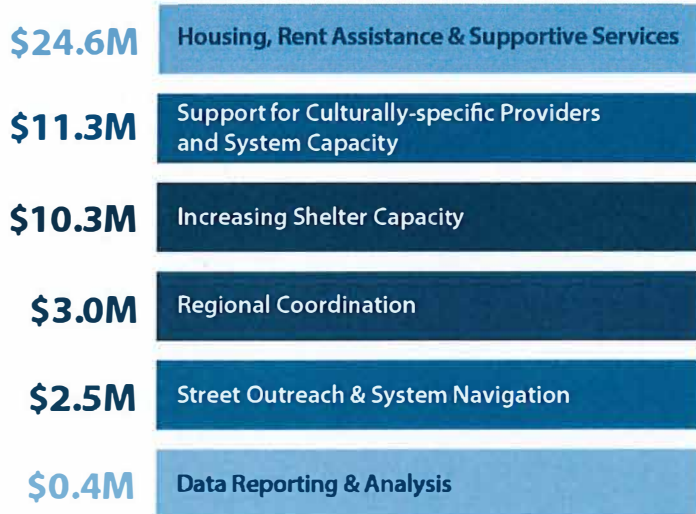 $24.6M Housing, Rent Assistance & Supportive Services
$11.3M Support for Culturally-specific Providers
and System Capacity
$10.3M Increasing Shelter Capacity
$3.0M Regional Coordination
$2.5M Street Outreach & System Navigation
$0.4M Data Reporting & Analysis